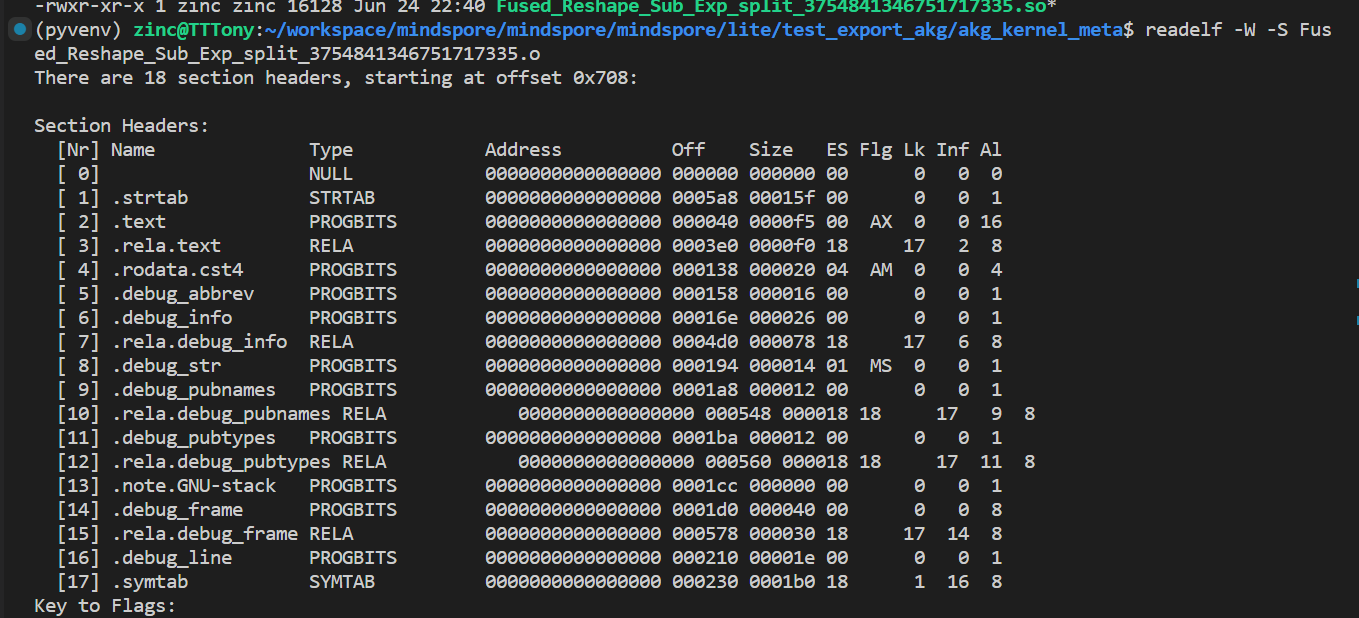 -rwxr-xr-x 1 zinc zinc 16128 Jun 24 22:40 Fused_Reshape_Sub_Exp_split_3754841346751717335.so*
(pyvenv) zinc@TTTony:~/workspace/mindspore/mindspore/mindspore/lite/test_export_akg/akg_kernel_meta$ readelf -W -S Fus
ed_Reshape_Sub_Exp_split_3754841346751717335.o
There are 18 section headers, starting at offset 0x708:

Section Headers:
  [Nr] Name              Type            Address          Off    Size   ES Flg Lk Inf Al
  [ 0]                   NULL            0000000000000000 000000 000000 00      0   0  0
  [ 1] .strtab           STRTAB          0000000000000000 0005a8 00015f 00      0   0  1
  [ 2] .text             PROGBITS        0000000000000000 000040 0000f5 00  AX  0   0 16
  [ 3] .rela.text        RELA            0000000000000000 0003e0 0000f0 18     17   2  8
  [ 4] .rodata.cst4      PROGBITS        0000000000000000 000138 000020 04  AM  0   0  4
  [ 5] .debug_abbrev     PROGBITS        0000000000000000 000158 000016 00      0   0  1
  [ 6] .debug_info       PROGBITS        0000000000000000 00016e 000026 00      0   0  1
  [ 7] .rela.debug_info  RELA            0000000000000000 0004d0 000078 18     17   6  8
  [ 8] .debug_str        PROGBITS        0000000000000000 000194 000014 01  MS  0   0  1
  [ 9] .debug_pubnames   PROGBITS        0000000000000000 0001a8 000012 00      0   0  1
  [10] .rela.debug_pubnames RELA            0000000000000000 000548 000018 18     17   9  8
  [11] .debug_pubtypes   PROGBITS        0000000000000000 0001ba 000012 00      0   0  1
  [12] .rela.debug_pubtypes RELA            0000000000000000 000560 000018 18     17  11  8
  [13] .note.GNU-stack   PROGBITS        0000000000000000 0001cc 000000 00      0   0  1
  [14] .debug_frame      PROGBITS        0000000000000000 0001d0 000040 00      0   0  8
  [15] .rela.debug_frame RELA            0000000000000000 000578 000030 18     17  14  8
  [16] .debug_line       PROGBITS        0000000000000000 000210 00001e 00      0   0  1
  [17] .symtab           SYMTAB          0000000000000000 000230 0001b0 18      1  16  8
Key to Flags: